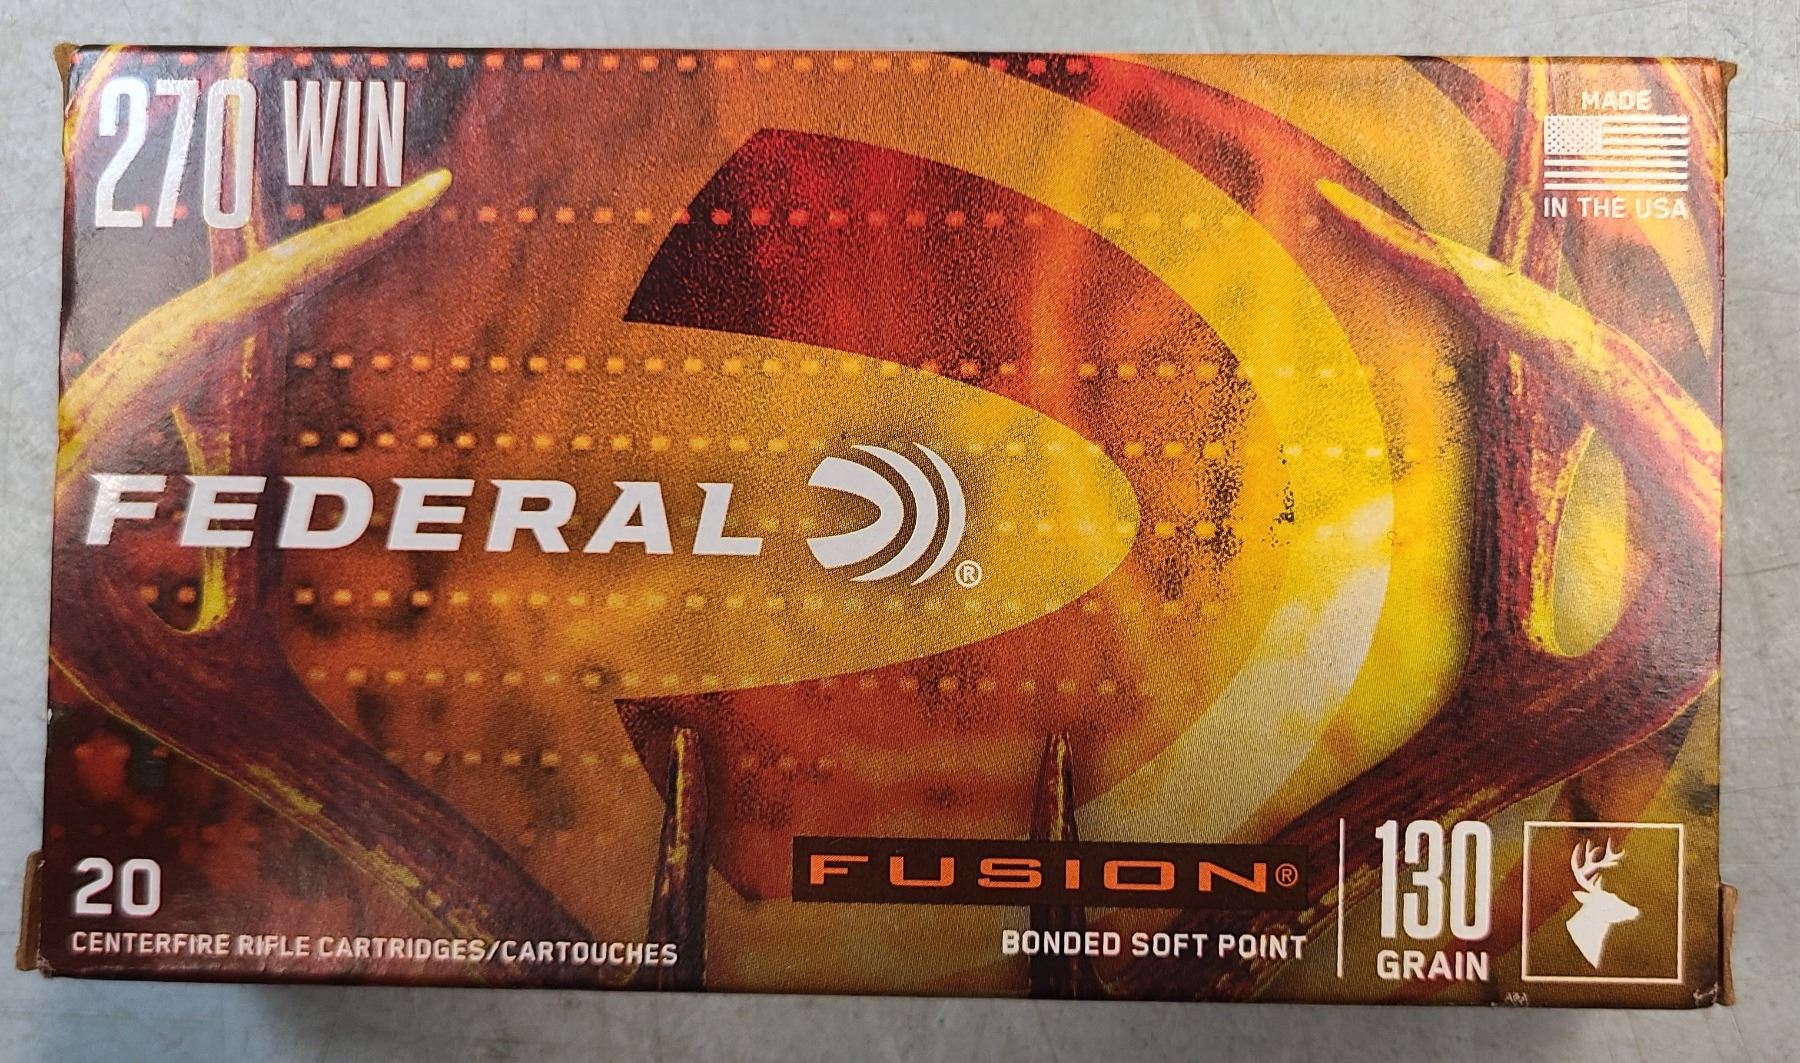 270 WIN
MADE
IN THE USA
FEDERAL®
20
CENTERFIRE RIFLE CARTRIDGES/CARTOUCHES
FUSION®
BONDED SOFT POINT
130
GRAIN